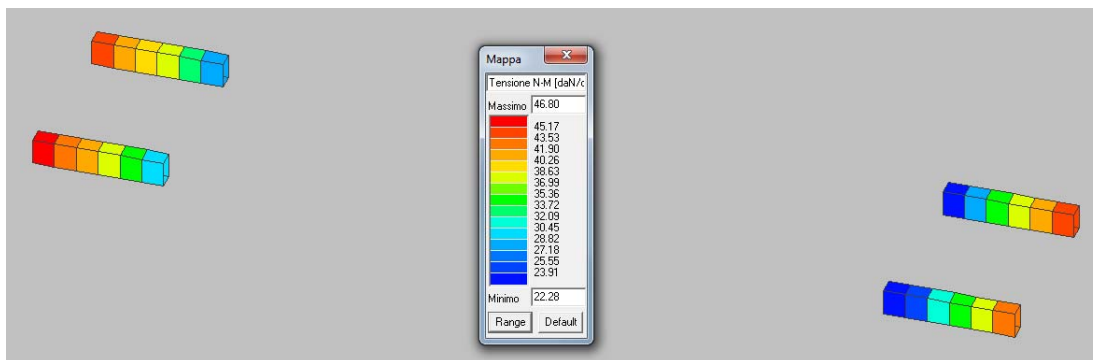 Mappa
Tensione N-M [daN/c
Massimo 46.80
45.17
43.53
41.90
40.26
38.63
36.99
35.36
33.72
32.09
30.45
28.82
27.18
25.55
23.91
Minimo 22.28
Range Default